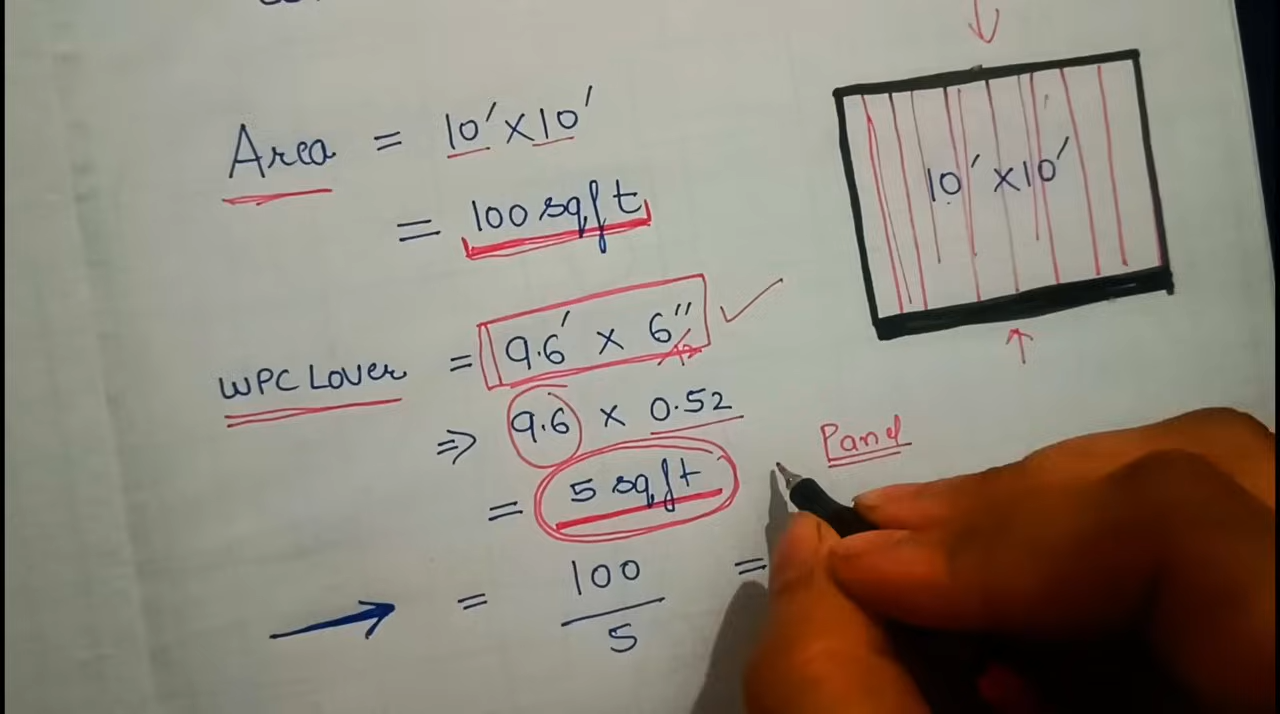 Area = 10' × 10'
= 100 sqft
WPC Lover = 9.6' × 6"
⇒ 9.6 × 0.52
= 5 sqft
= 100 / 5 =
Panel
10' × 10'